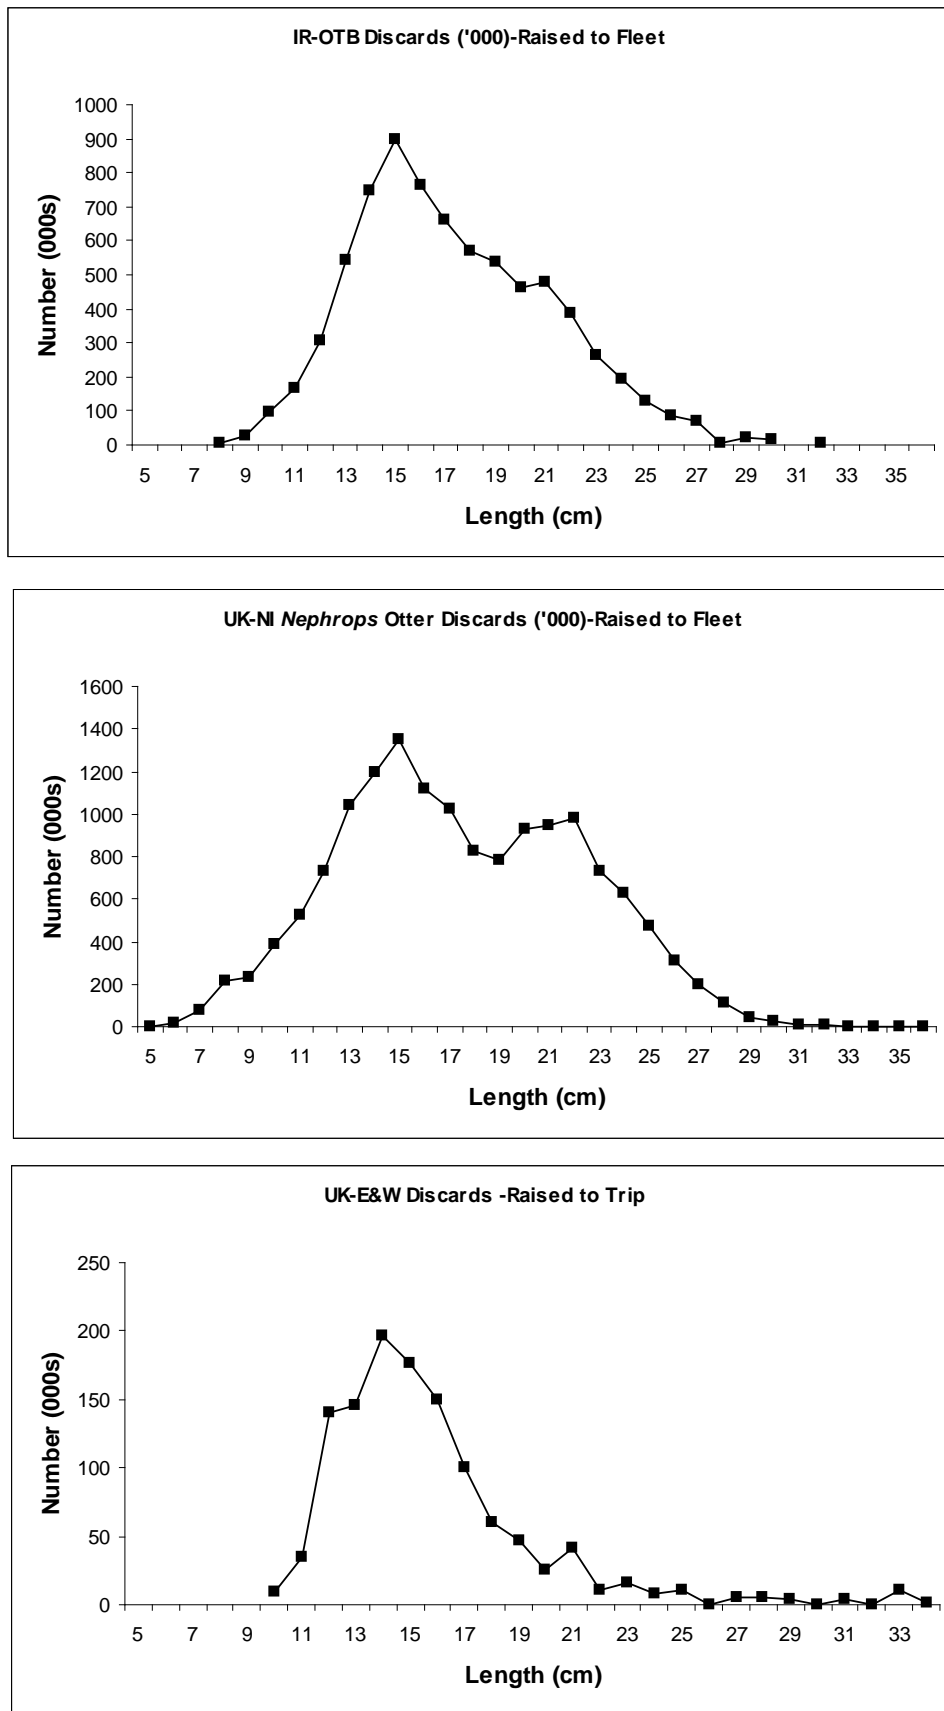 IR-OTB Discards ('000)-Raised to Fleet
1000
900
800
700
600
500
400
300
200
100
0
Number (000s)
5 7 9 11 13 15 17 19 21 23 25 27 29 31 33 35
Length (cm)
UK-NI Nephrops Otter Discards ('000)-Raised to Fleet
1600
1400
1200
1000
800
600
400
200
0
Number (000s)
5 7 9 11 13 15 17 19 21 23 25 27 29 31 33 35
Length (cm)
UK-E&W Discards -Raised to Trip
250
200
150
100
50
0
Number (000s)
5 7 9 11 13 15 17 19 21 23 25 27 29 31 33
Length (cm)